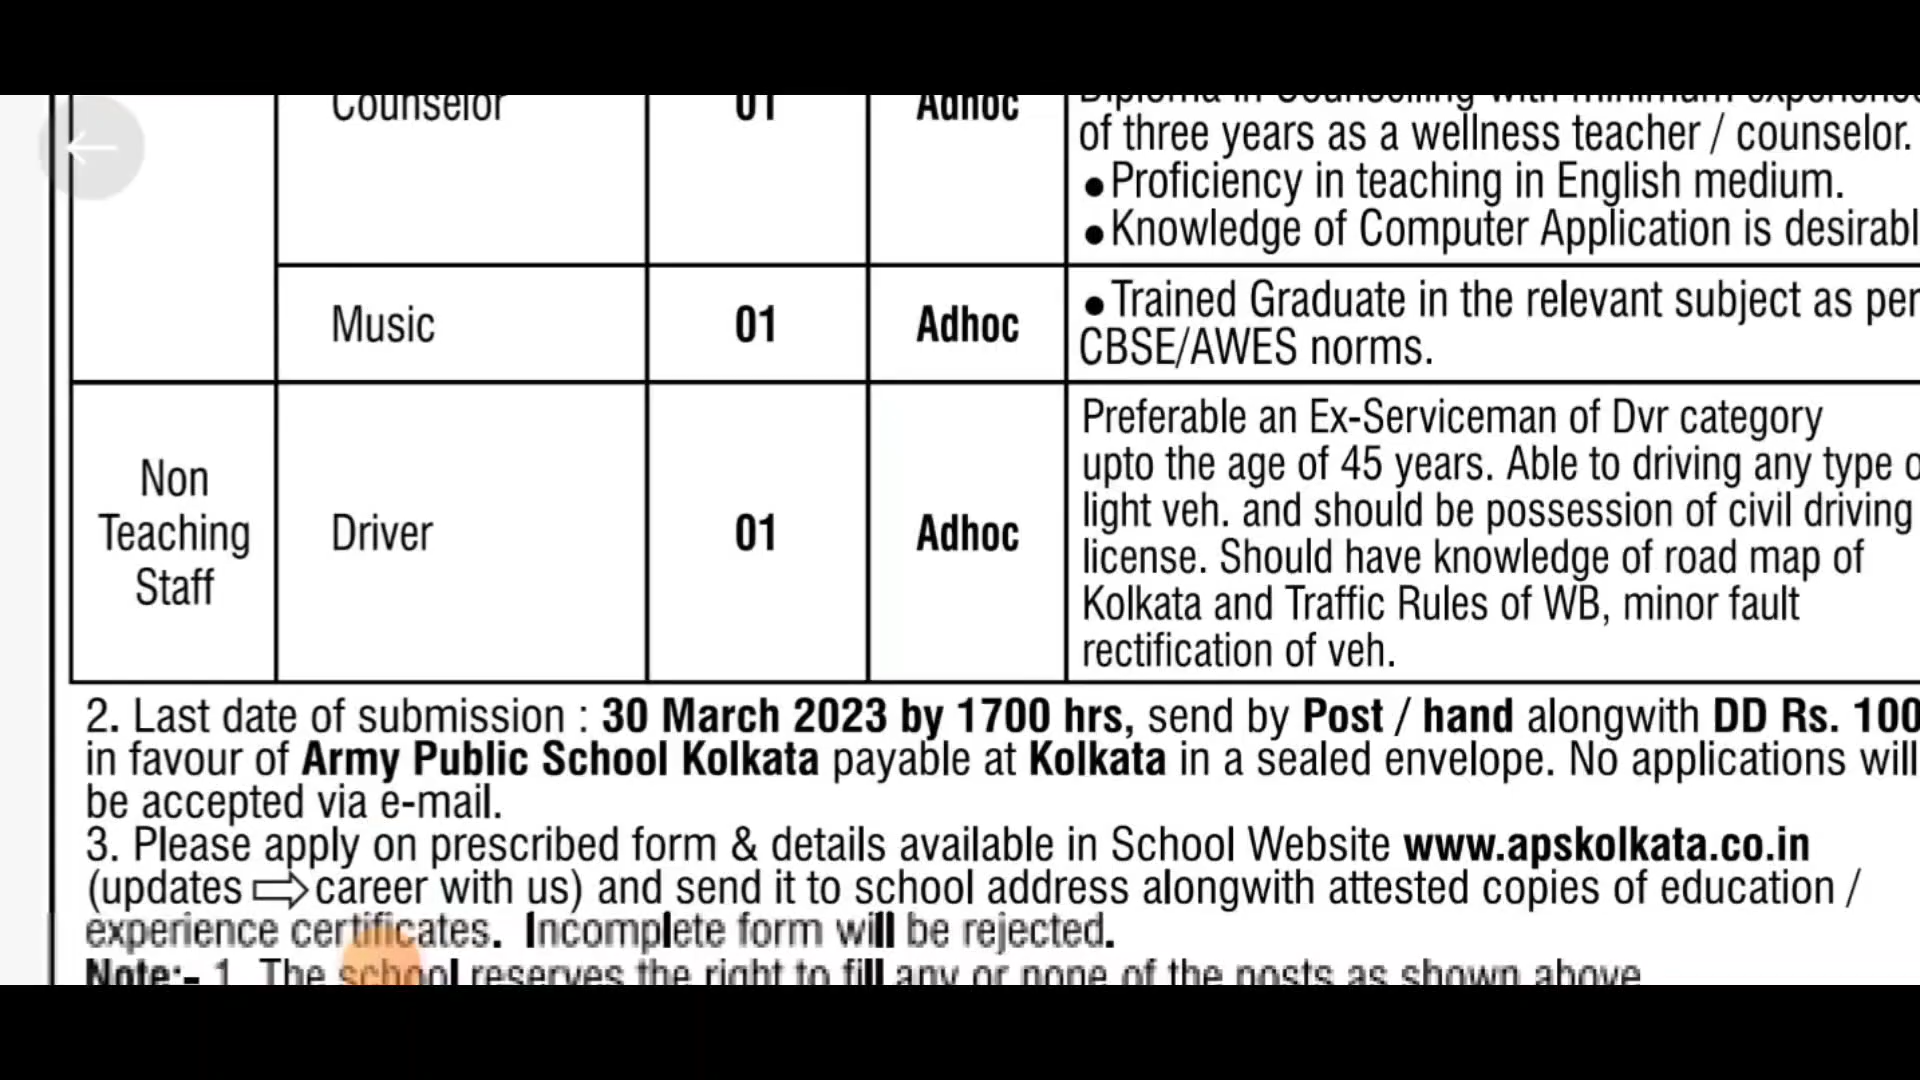 Counselor 01 Adhoc Diploma in Counselling with minimum experience
of three years as a wellness teacher / counselor.
● Proficiency in teaching in English medium.
● Knowledge of Computer Application is desirabl
Music 01 Adhoc ● Trained Graduate in the relevant subject as per
CBSE/AWES norms.
Non
Teaching
Staff
Driver 01 Adhoc
Preferable an Ex-Serviceman of Dvr category
upto the age of 45 years. Able to driving any type o
light veh. and should be possession of civil driving
license. Should have knowledge of road map of
Kolkata and Traffic Rules of WB, minor fault
rectification of veh.
2. Last date of submission : 30 March 2023 by 1700 hrs, send by Post / hand alongwith DD Rs. 100
in favour of Army Public School Kolkata payable at Kolkata in a sealed envelope. No applications will
be accepted via e-mail.
3. Please apply on prescribed form & details available in School Website www.apskolkata.co.in
(updates ⇨ career with us) and send it to school address alongwith attested copies of education /
experience certificates. Incomplete form will be rejected.
Note:- 1. The school reserves the right to fill any or none of the posts as shown above